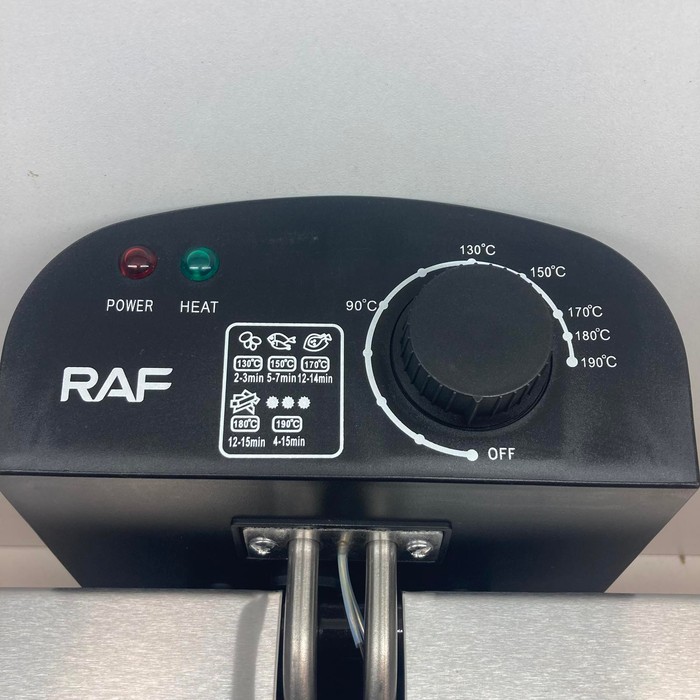 POWER HEAT
RAF
130°C 150°C 170°C
2-3min 5-7min 12-14min
180°C 190°C
12-15min 4-15min
90°C
130°C
150°C
170°C
180°C
190°C
OFF